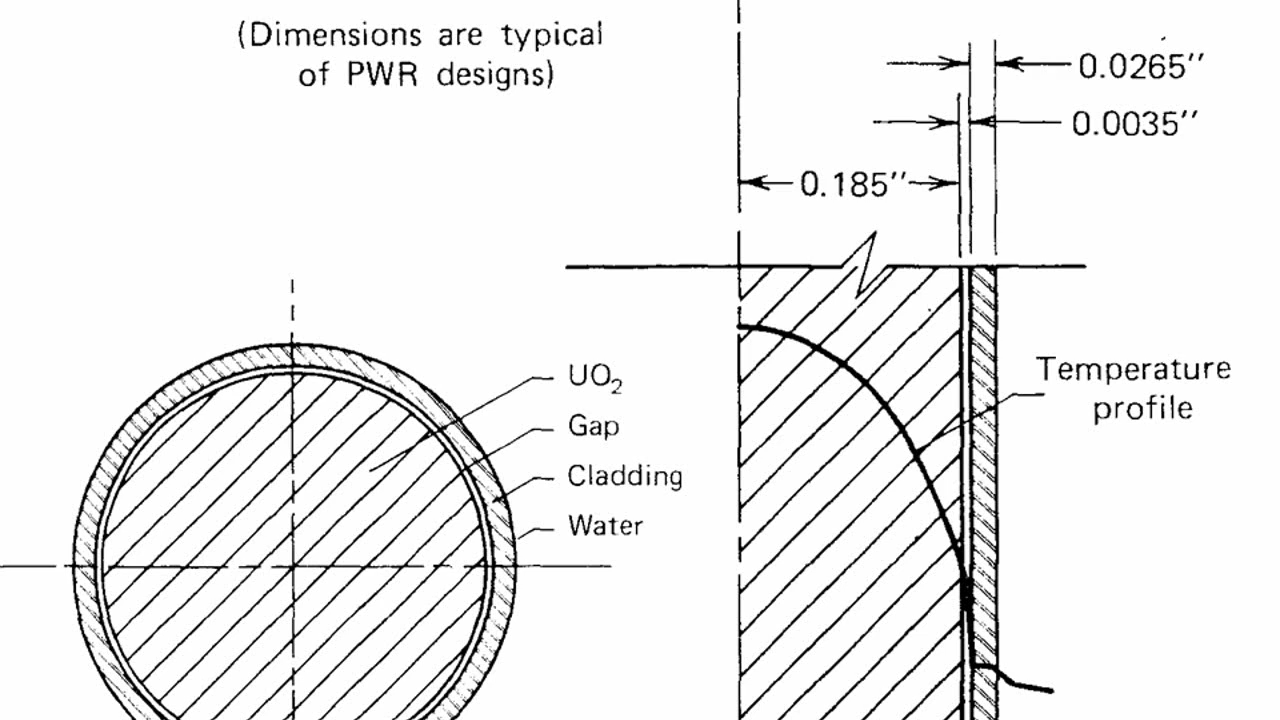 (Dimensions are typical
of PWR designs)
0.0265″
0.0035″
0.185″
UO₂
Gap
Cladding
Water
Temperature
profile